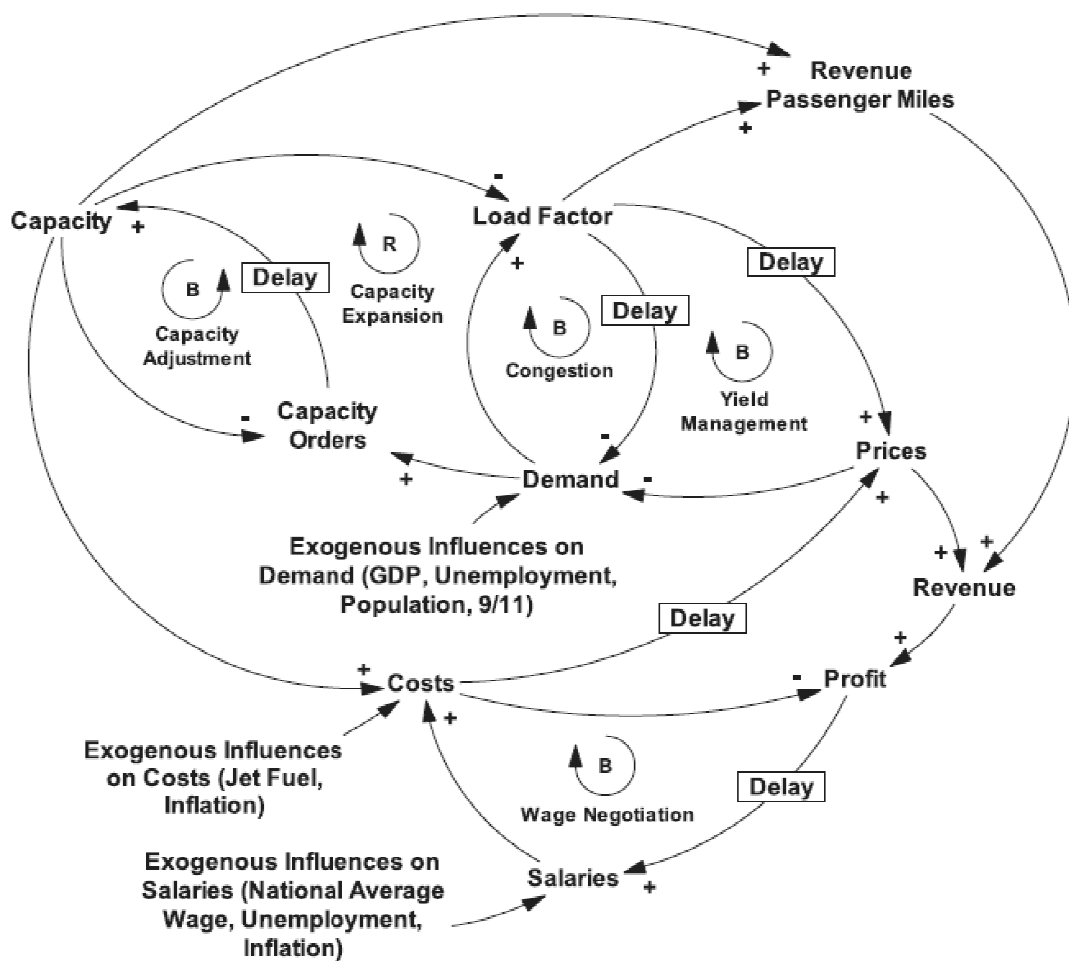 +
Revenue
Passenger Miles
+
-
Capacity
+
Load Factor
+
R
Capacity
Expansion
B
Capacity
Adjustment
Delay
Delay
Delay
B
Congestion
B
Yield
Management
-
Capacity
Orders
+
-
Demand
-
+
Prices
+
Exogenous Influences on
Demand (GDP, Unemployment,
Population, 9/11)
+
+
Revenue
Delay
+
+
Costs
+
-
Profit
Exogenous Influences
on Costs (Jet Fuel,
Inflation)
B
Wage Negotiation
Delay
Exogenous Influences on
Salaries (National Average
Wage, Unemployment,
Inflation)
Salaries
+